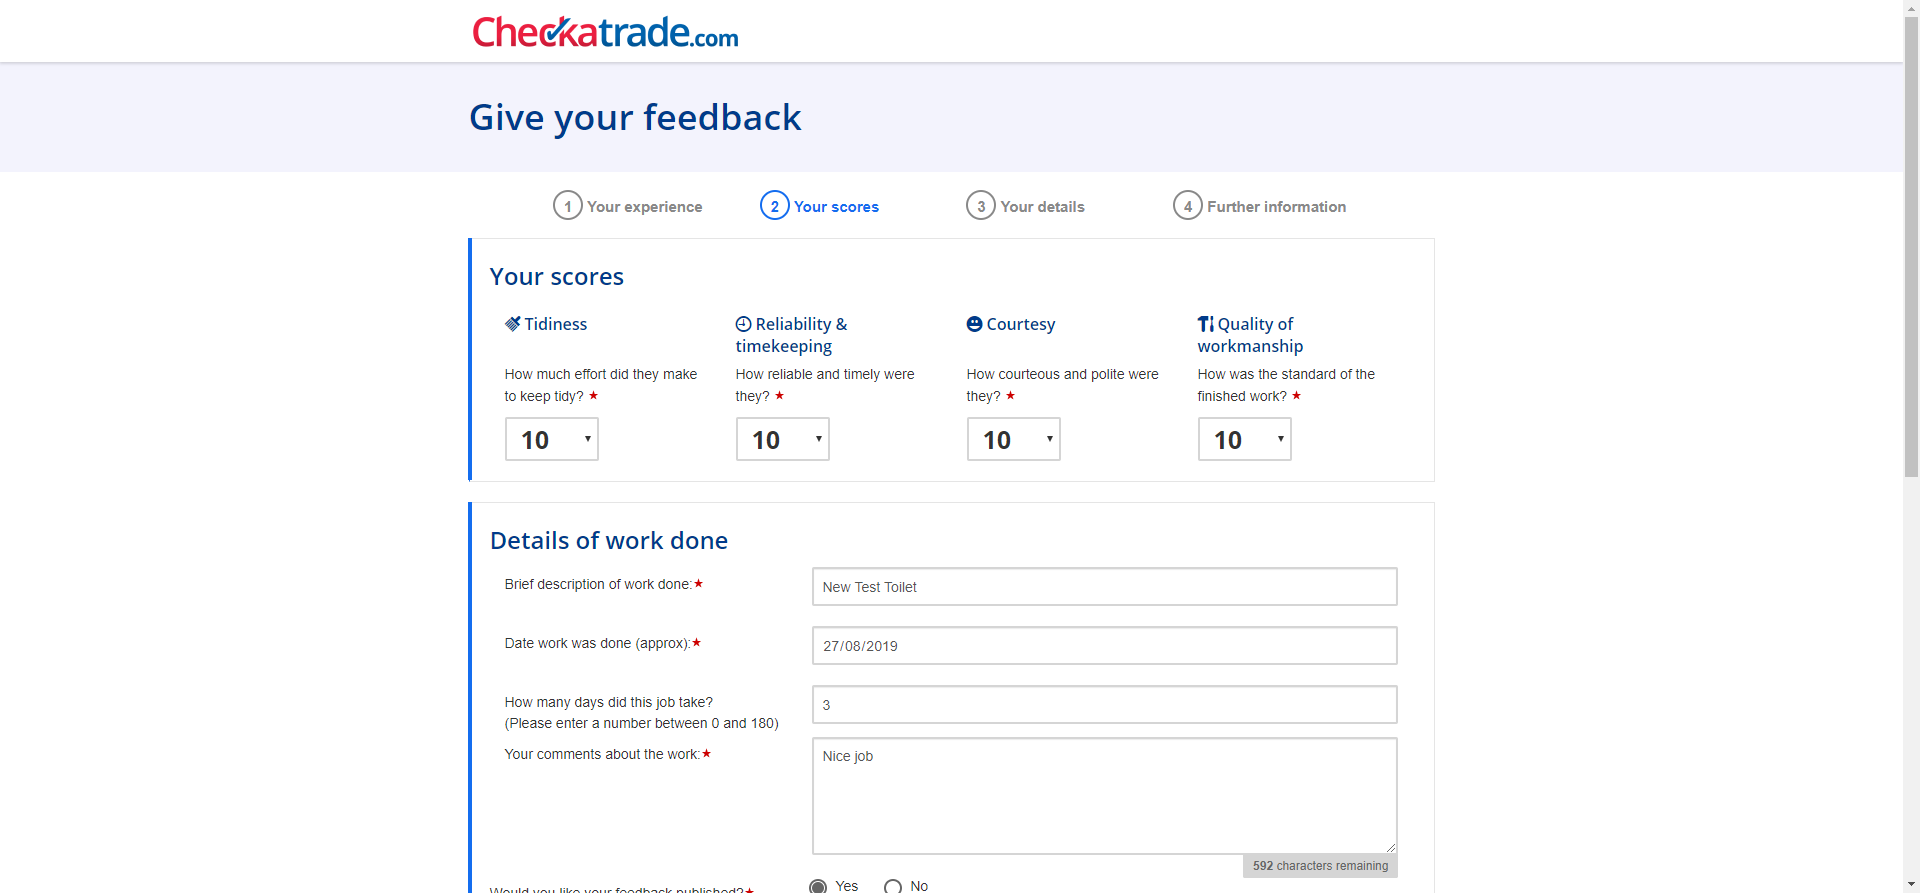 Checkatrade.com
Give your feedback
1 Your experience
2 Your scores
3 Your details
4 Further information
Your scores
Tidiness
How much effort did they make
to keep tidy? ★
10
Reliability &
timekeeping
How reliable and timely were
they? ★
10
Courtesy
How courteous and polite were
they? ★
10
Quality of
workmanship
How was the standard of the
finished work? ★
10
Details of work done
Brief description of work done:★
New Test Toilet
Date work was done (approx):★
27/08/2019
How many days did this job take?
(Please enter a number between 0 and 180)
3
Your comments about the work:★
Nice job
592 characters remaining
Would you like your feedback published?★
Yes No